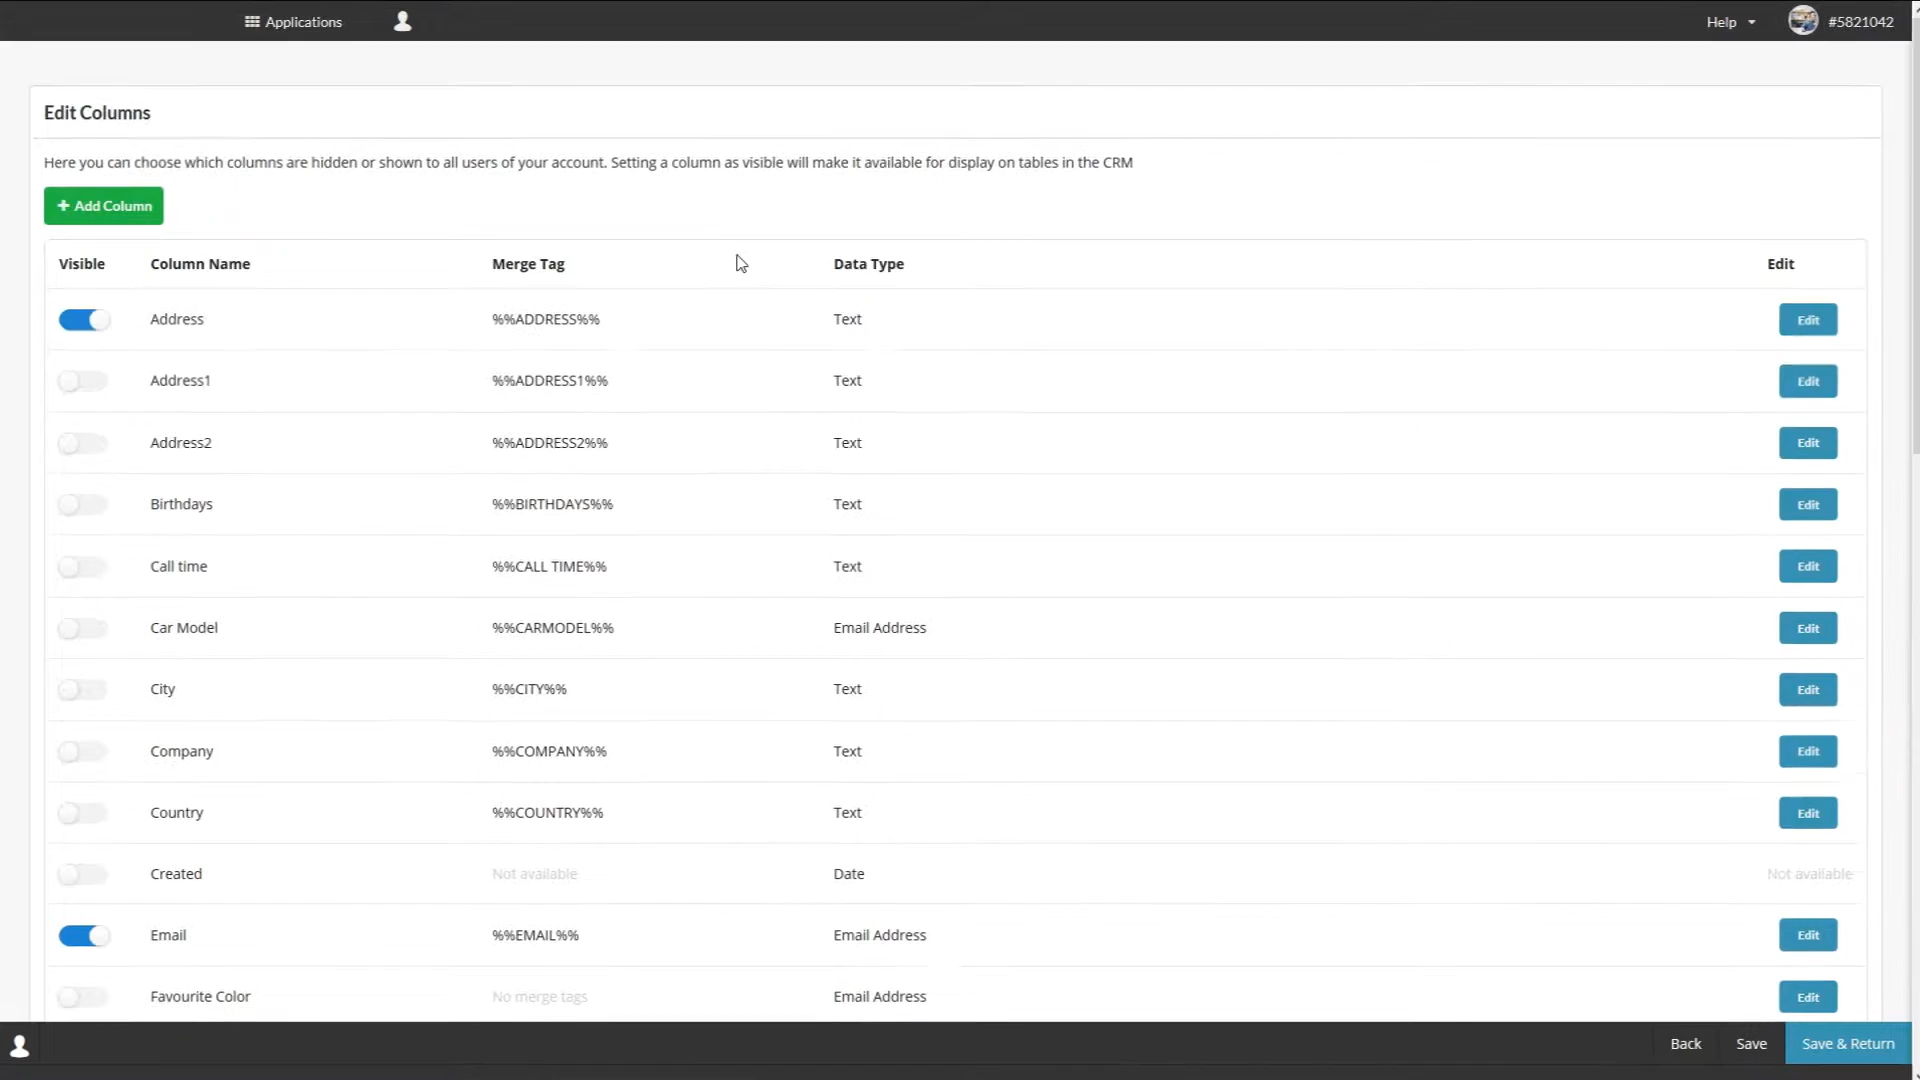 Applications
Help
#5821042
Edit Columns
Here you can choose which columns are hidden or shown to all users of your account. Setting a column as visible will make it available for display on tables in the CRM
+ Add Column
Visible Column Name Merge Tag Data Type Edit
Address %%ADDRESS%% Text Edit
Address1 %%ADDRESS1%% Text Edit
Address2 %%ADDRESS2%% Text Edit
Birthdays %%BIRTHDAYS%% Text Edit
Call time %%CALL TIME%% Text Edit
Car Model %%CARMODEL%% Email Address Edit
City %%CITY%% Text Edit
Company %%COMPANY%% Text Edit
Country %%COUNTRY%% Text Edit
Created Not available Date Not available
Email %%EMAIL%% Email Address Edit
Favourite Color No merge tags Email Address Edit
Back Save Save & Return